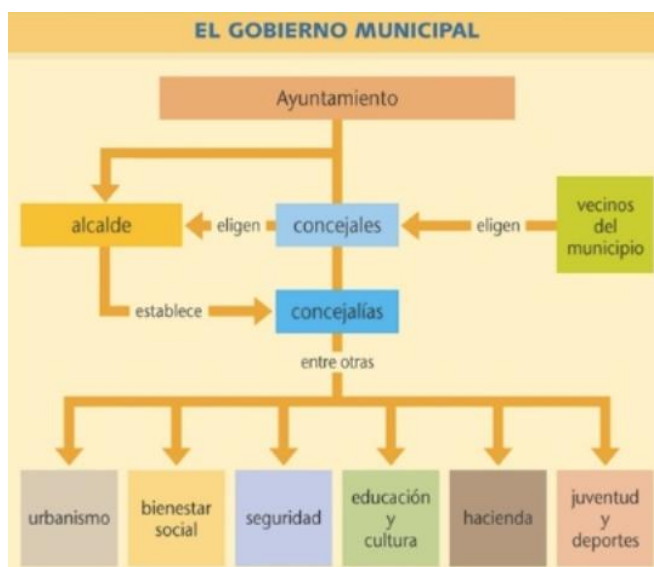 EL GOBIERNO MUNICIPAL
Ayuntamiento
alcalde
eligen
concejales
eligen
vecinos
del
municipio
establece
concejalías
entre otras
urbanismo
bienestar
social
seguridad
educación
y
cultura
hacienda
juventud
y
deportes